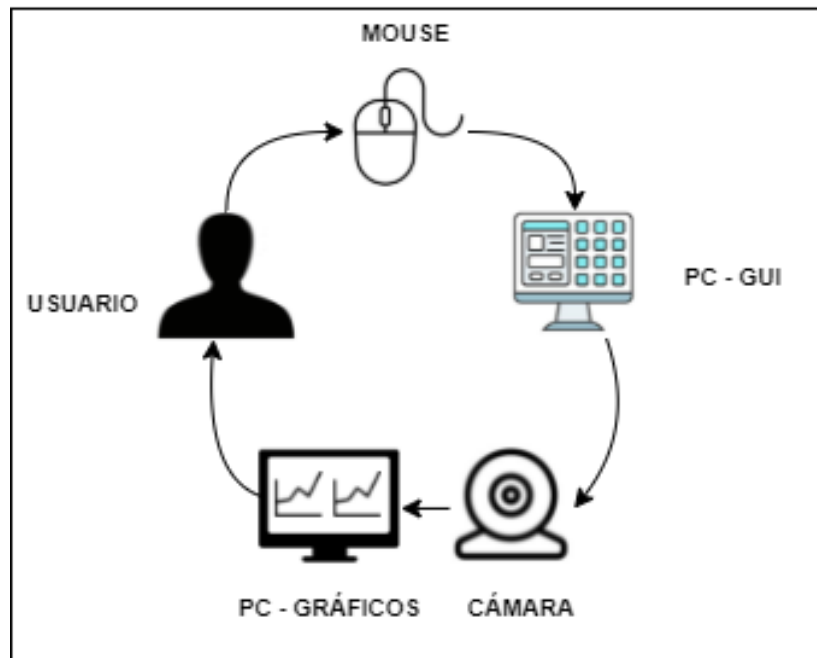 MOUSE
PC - GUI
USUARIO
PC - GRÁFICOS
CÁMARA